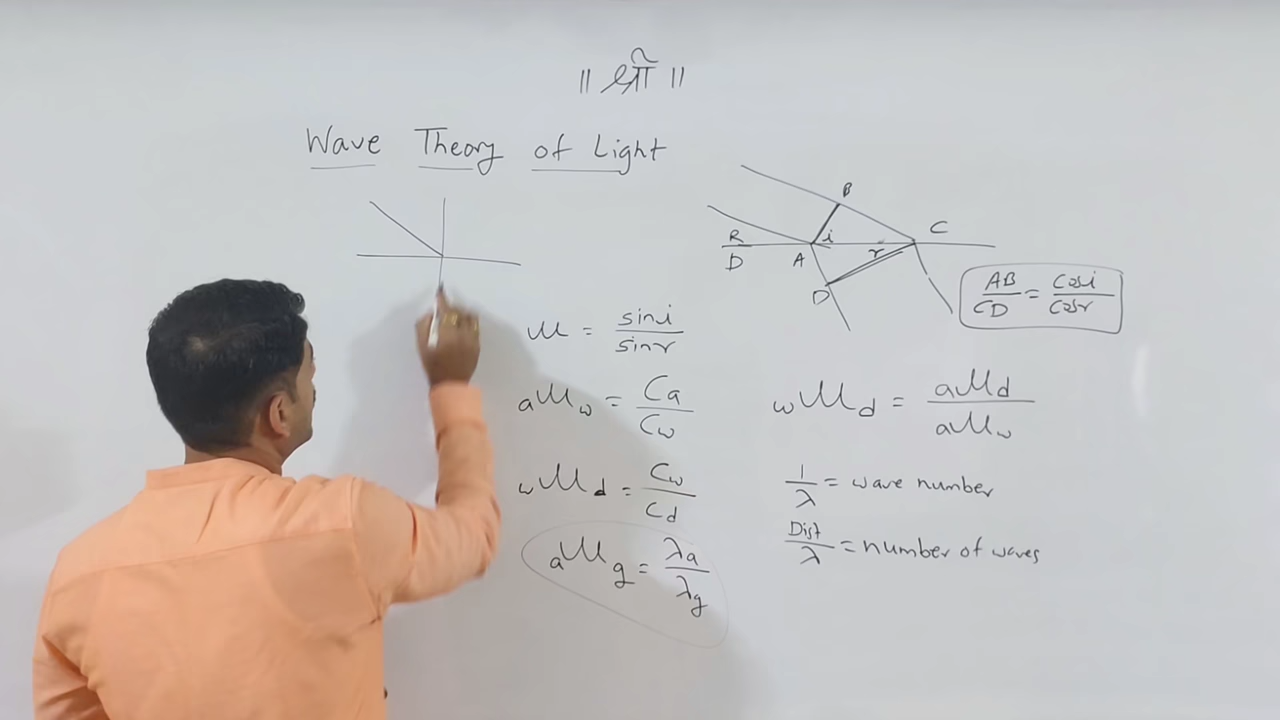 ॥ श्री ॥
Wave Theory of Light
B
R
D
A
i
r
C
D
AB/CD = cosi/cosr
μ = sini/sinr
aμw = Ca/Cw
wμd = aμd/aμw
wμd = Cw/Cd
1/λ = wave number
aμg = λa/λg
Dist/λ = number of waves